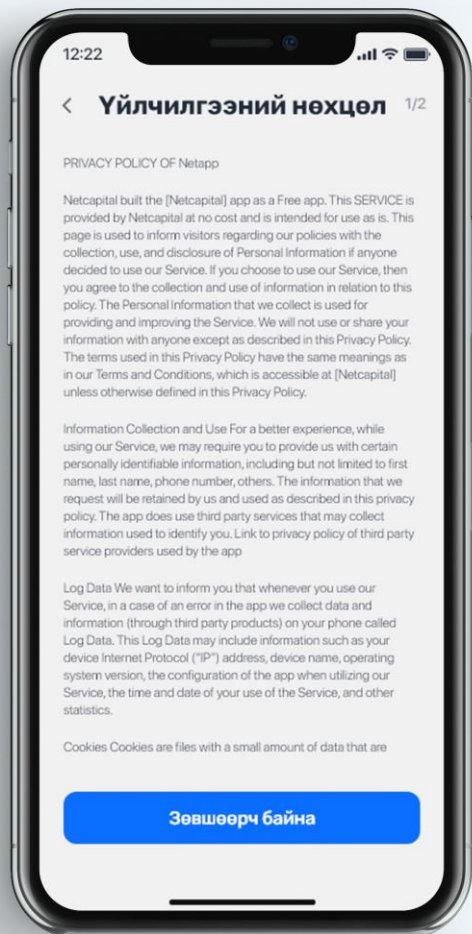 12:22
Үйлчилгээний нөхцөл 1/2
PRIVACY POLICY OF Netapp
Netcapital built the [Netcapital] app as a Free app. This SERVICE is
provided by Netcapital at no cost and is intended for use as is. This
page is used to inform visitors regarding our policies with the
collection, use, and disclosure of Personal Information if anyone
decided to use our Service. If you choose to use our Service, then
you agree to the collection and use of information in relation to this
policy. The Personal Information that we collect is used for
providing and improving the Service. We will not use or share your
information with anyone except as described in this Privacy Policy.
The terms used in this Privacy Policy have the same meanings as
in our Terms and Conditions, which is accessible at [Netcapital]
unless otherwise defined in this Privacy Policy.
Information Collection and Use For a better experience, while
using our Service, we may require you to provide us with certain
personally identifiable information, including but not limited to first
name, last name, phone number, others. The information that we
request will be retained by us and used as described in this privacy
policy. The app does use third party services that may collect
information used to identify you. Link to privacy policy of third party
service providers used by the app
Log Data We want to inform you that whenever you use our
Service, in a case of an error in the app we collect data and
information (through third party products) on your phone called
Log Data. This Log Data may include information such as your
device Internet Protocol ("IP") address, device name, operating
system version, the configuration of the app when utilizing our
Service, the time and date of your use of the Service, and other
statistics.
Cookies Cookies are files with a small amount of data that are
Зөвшөөрч байна